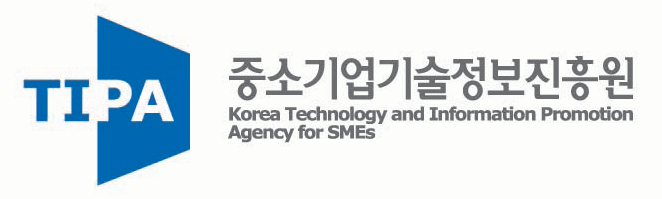 TIPA
중소기업기술정보진흥원
Korea Technology and Information Promotion
Agency for SMEs